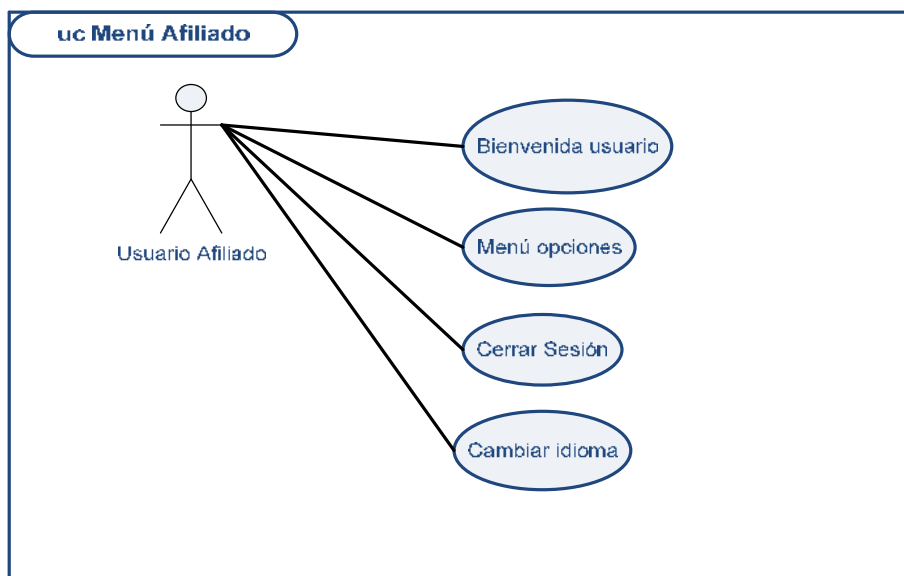 uc Menú Afiliado
Bienvenida usuario
Usuario Afiliado
Menú opciones
Cerrar Sesión
Cambiar idioma